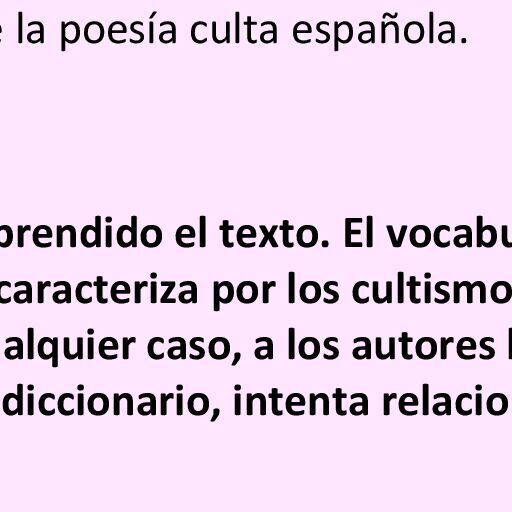 e la poesía culta española.
prendido el texto. El vocabu
caracteriza por los cultismo
alquier caso, a los autores
diccionario, intenta relacio